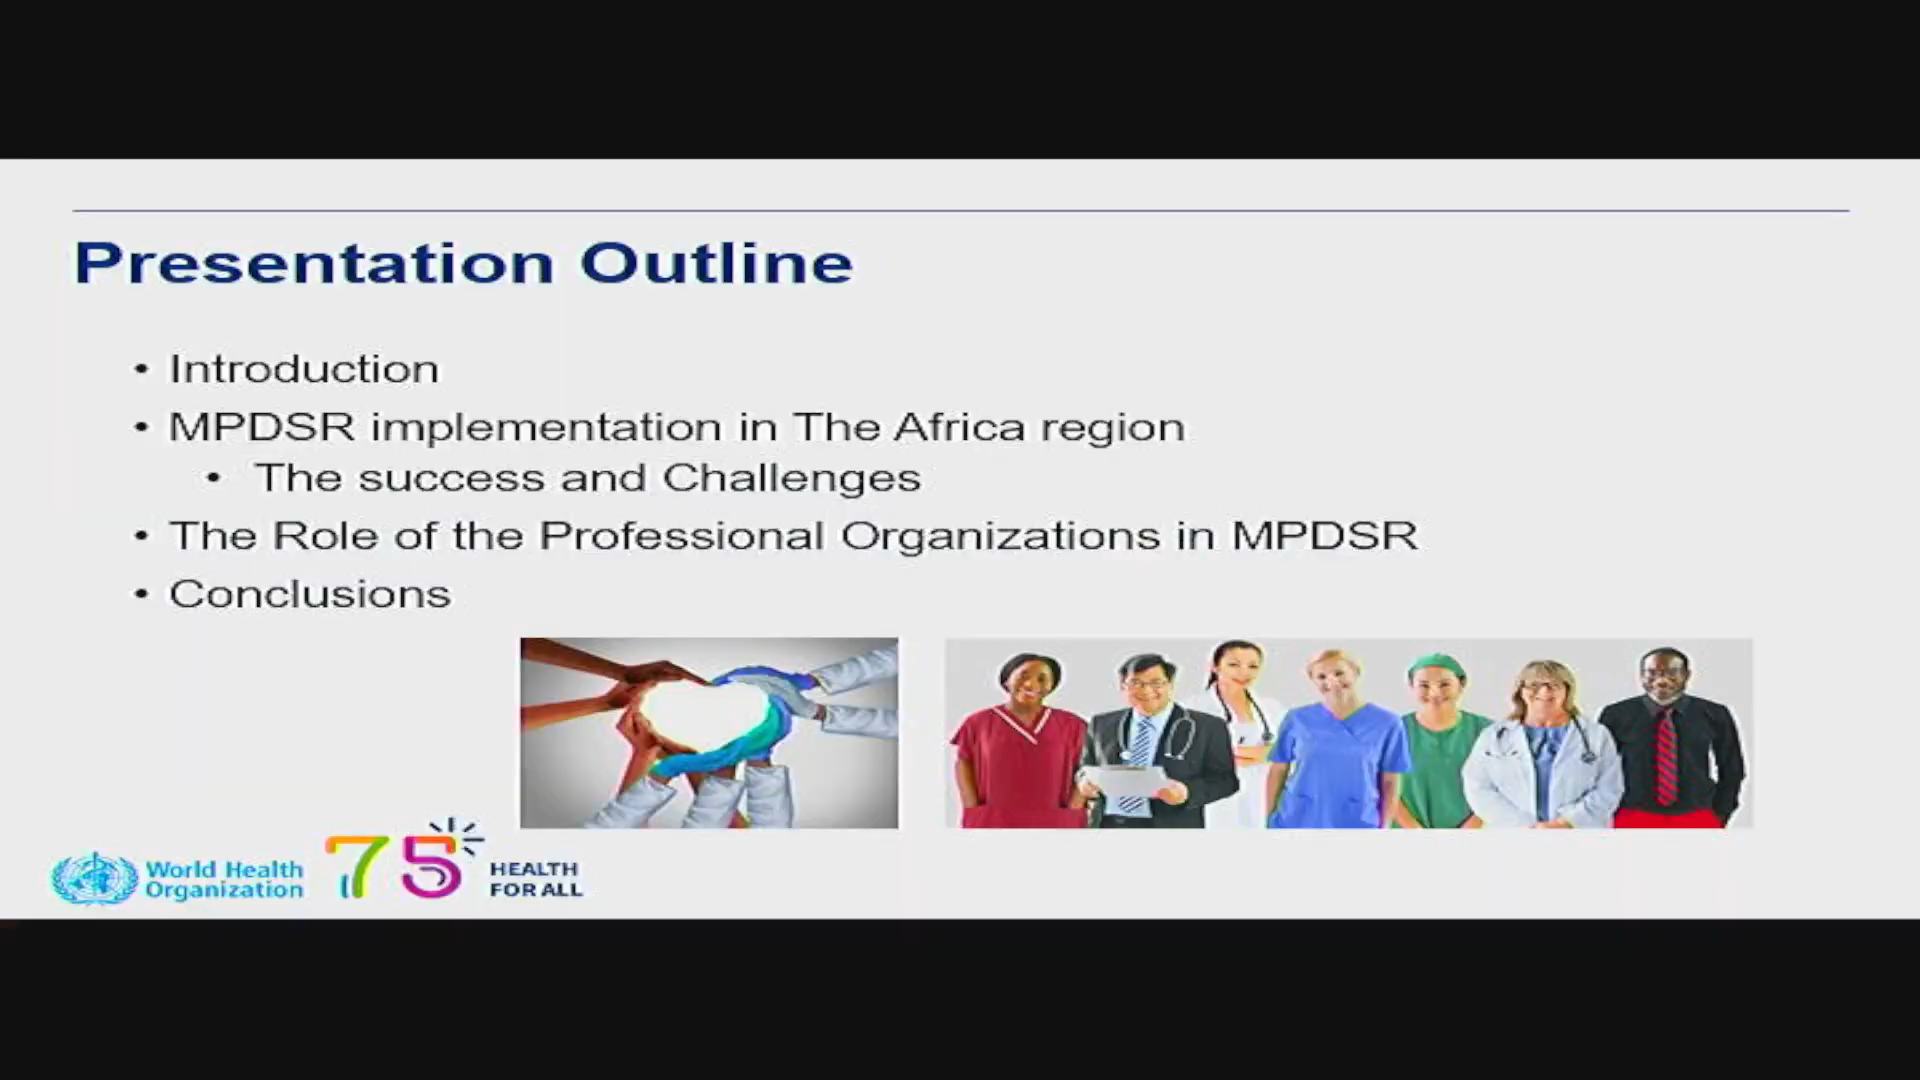 Presentation Outline
• Introduction
• MPDSR implementation in The Africa region
• The success and Challenges
• The Role of the Professional Organizations in MPDSR
• Conclusions
World Health
Organization
75
HEALTH
FOR ALL